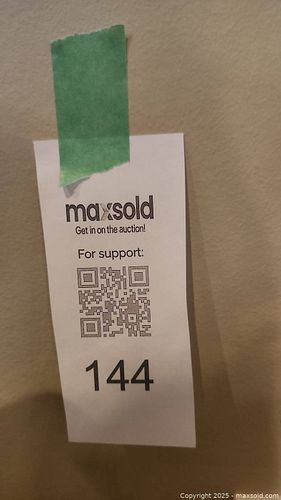 maxsold
Get in on the auction!
For support:
144
Copyright 2025 - maxsold.com